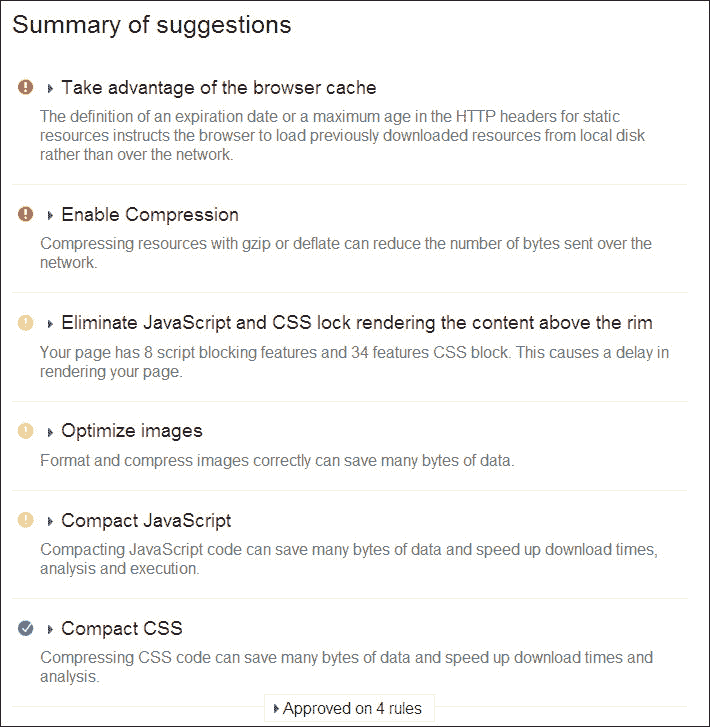 Summary of suggestions
Take advantage of the browser cache
The definition of an expiration date or a maximum age in the HTTP headers for static
resources instructs the browser to load previously downloaded resources from local disk
rather than over the network.
Enable Compression
Compressing resources with gzip or deflate can reduce the number of bytes sent over the
network.
Eliminate JavaScript and CSS lock rendering the content above the rim
Your page has 8 script blocking features and 34 features CSS block. This causes a delay in
rendering your page.
Optimize images
Format and compress images correctly can save many bytes of data.
Compact JavaScript
Compacting JavaScript code can save many bytes of data and speed up download times,
analysis and execution.
Compact CSS
Compressing CSS code can save many bytes of data and speed up download times and
analysis.
Approved on 4 rules